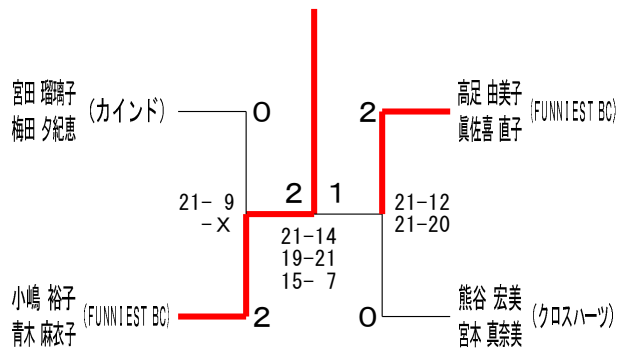 宮田 瑠璃子
梅田 夕紀恵
(カインド)
0
2
高足 由美子
眞佐喜 直子
(FUNNIEST BC)
21- 9
-X
2
1
21-14
19-21
15- 7
21-12
21-20
小嶋 裕子
青木 麻衣子
(FUNNIEST BC)
2
0
熊谷 宏美
宮本 真奈美
(クロスハーツ)